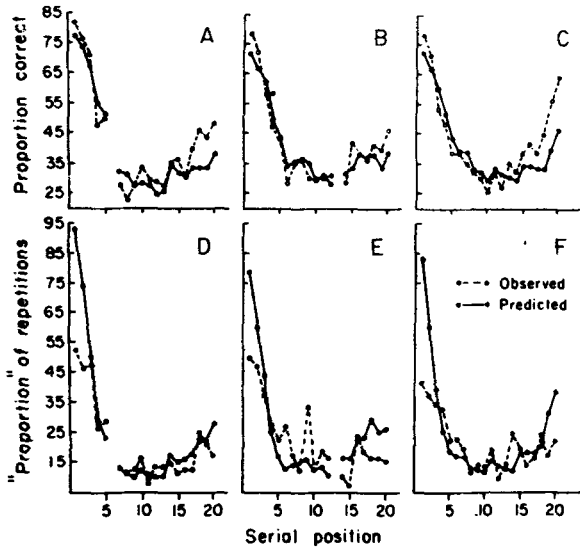 Proportion correct
85
75
65
55
45
35
25
A
B
C
"Proportion" of repetitions
95
85
75
65
55
45
35
25
15
D
E
F
Observed
Predicted
5 10 15 20
5 10 15 20
5 10 15 20
Serial position